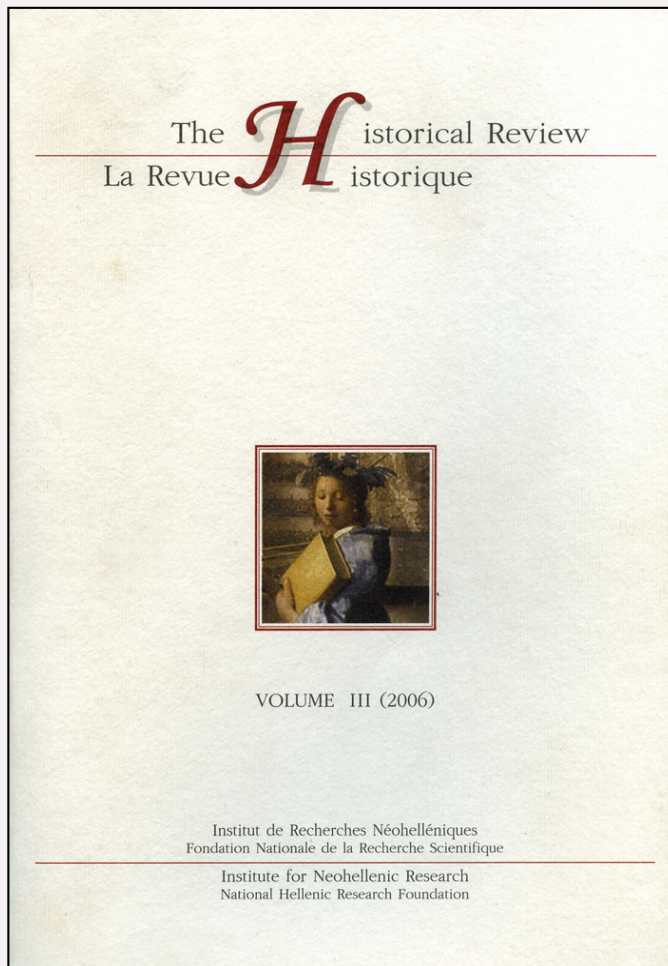 The Historical Review
La Revue Historique
VOLUME III (2006)
Institut de Recherches Néohelléniques
Fondation Nationale de la Recherche Scientifique
Institute for Neohellenic Research
National Hellenic Research Foundation